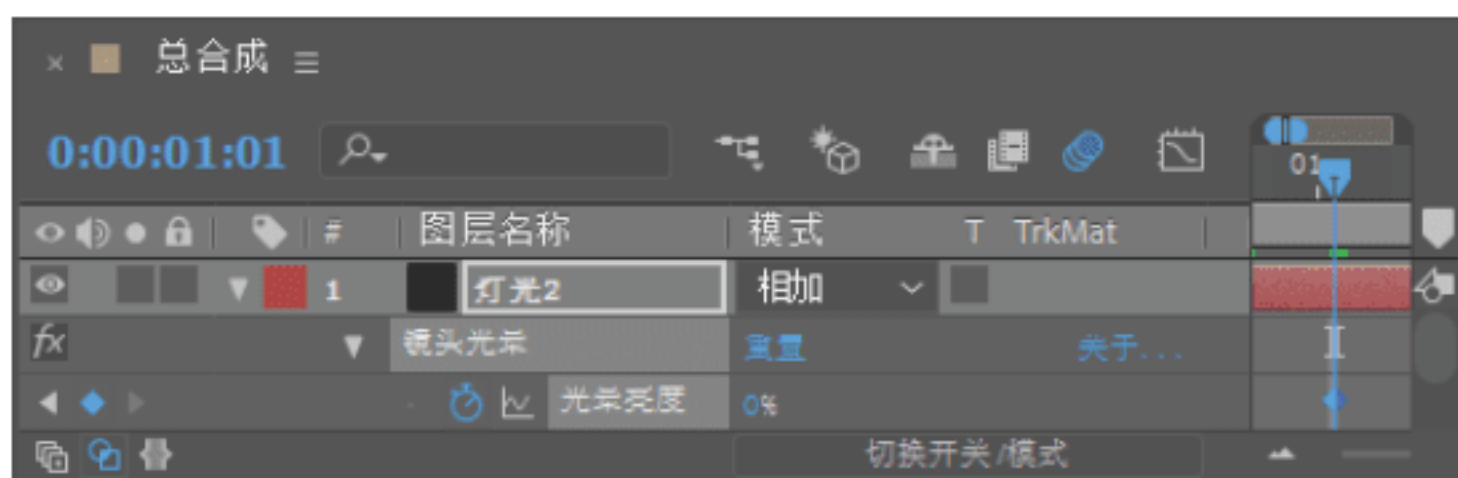 × 总合成 ≡
0:00:01:01 01
# 图层名称 模式 T TrkMat
1 灯光2 相加
fx 镜头光晕 重置 关于...
光晕亮度 0%
切换开关/模式